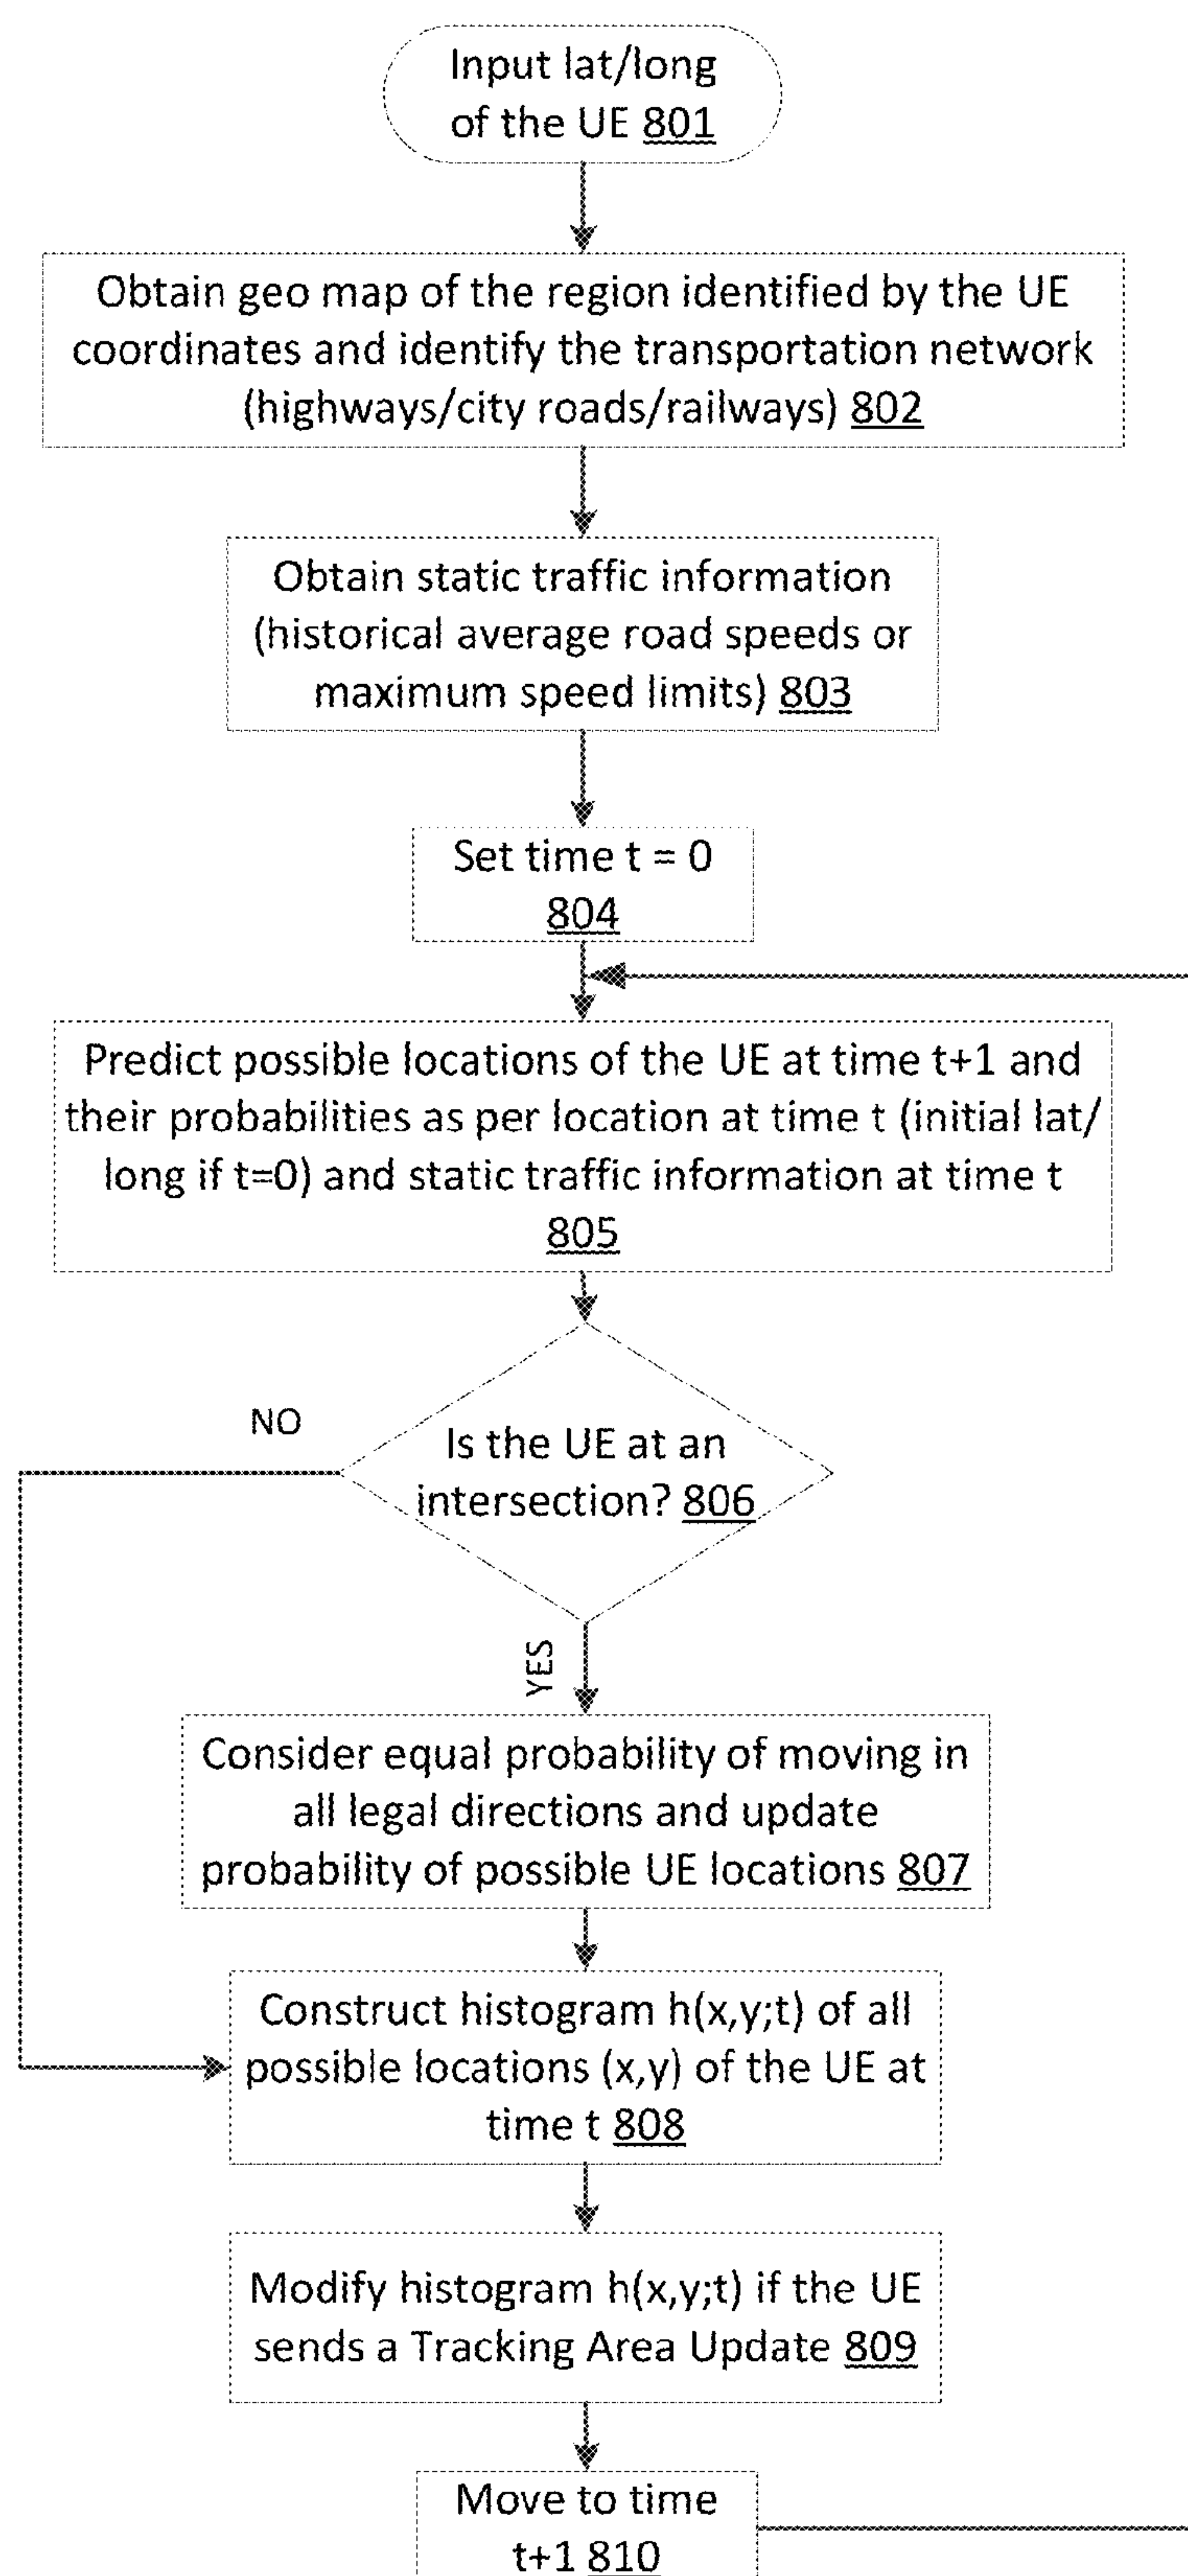 Input lat/long
of the UE 801
Obtain geo map of the region identified by the UE
coordinates and identify the transportation network
(highways/city roads/railways) 802
Obtain static traffic information
(historical average road speeds or
maximum speed limits) 803
Set time t = 0
804
Predict possible locations of the UE at time t+1 and
their probabilities as per location at time t (initial lat/
long if t=0) and static traffic information at time t
805
NO
Is the UE at an
intersection? 806
YES
Consider equal probability of moving in
all legal directions and update
probability of possible UE locations 807
Construct histogram h(x,y;t) of all
possible locations (x,y) of the UE at
time t 808
Modify histogram h(x,y;t) if the UE
sends a Tracking Area Update 809
Move to time
t+1 810